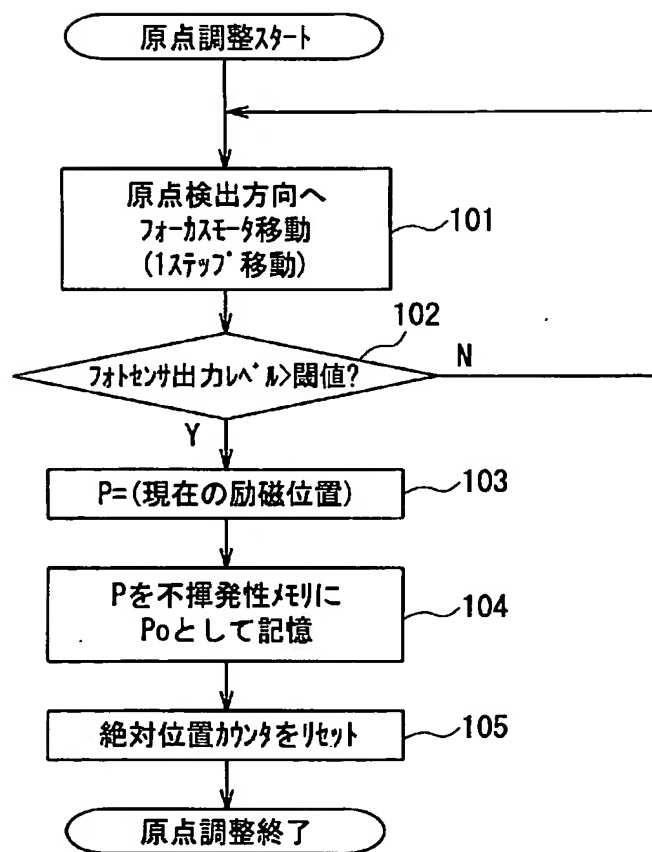 原点調整スタート
原点検出方向へ
フォーカスモータ移動
(1ステップ移動)
101
102
フォトセンサ出力レベル>閾値?
N
Y
P=(現在の励磁位置)
103
Pを不揮発性メモリに
Poとして記憶
104
絶対位置カウンタをリセット
105
原点調整終了